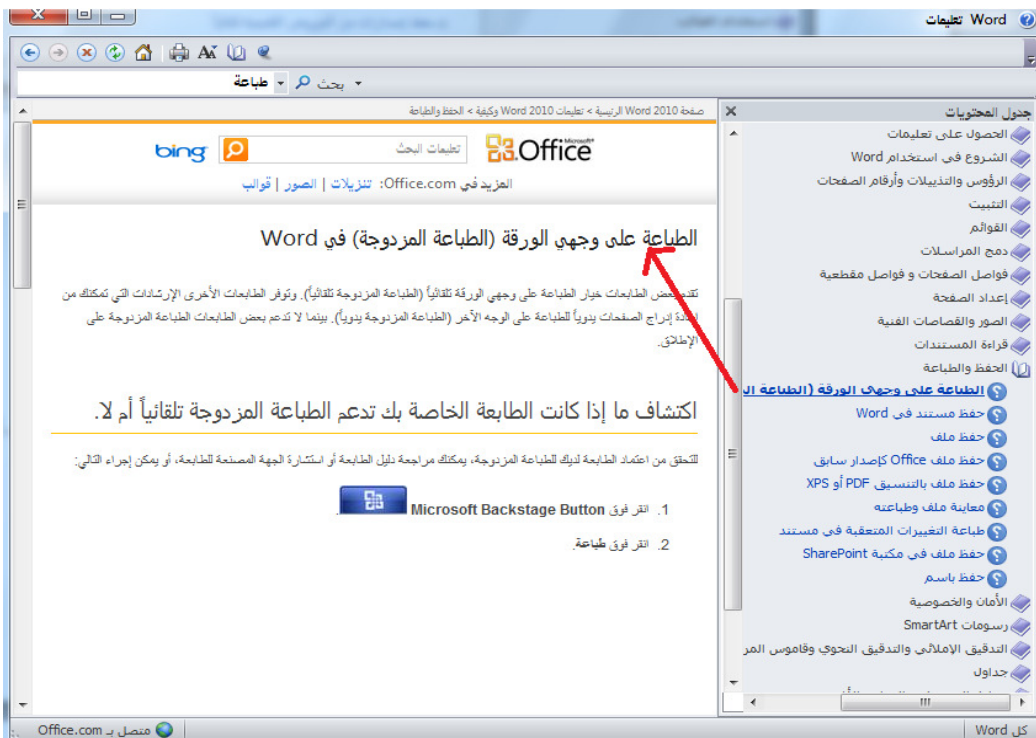 Word تعليمات
بحث
طباعة
جدول المحتويات
الحصول على تعليمات
الشروع في استخدام Word
الرؤوس والتذييلات وأرقام الصفحات
التثبيت
القوائم
دمج المراسلات
فواصل الصفحات و فواصل مقطعية
إعداد الصفحة
الصور والقصاصات الفنية
قراءة المستندات
الحفظ والطباعة
الطباعة على وجهي الورقة (الطباعة الـ
حفظ مستند في Word
حفظ ملف
حفظ ملف Office كإصدار سابق
حفظ ملف بالتنسيق PDF أو XPS
معاينة ملف وطباعته
طباعة التغييرات المتعقبة في مستند
حفظ ملف في مكتبة SharePoint
حفظ باسم
الأمان والخصوصية
رسومات SmartArt
التدقيق الإملائي والتدقيق النحوي وقاموس المر
جداول
صفحة Word 2010 الرئيسية > تعليمات Word 2010 وكيفية > الحفظ والطباعة
Microsoft Office
تعليمات البحث
bing
المزيد في Office.com: تنزيلات | الصور | قوالب
الطباعة على وجهي الورقة (الطباعة المزدوجة) في Word
تقدم بعض الطابعات خيار الطباعة على وجهي الورقة تلقائياً (الطباعة المزدوجة تلقائياً). وتوفر الطابعات الأخرى الإرشادات التي تمكنك من
إعادة إدراج الصفحات يدوياً للطباعة على الوجه الآخر (الطباعة المزدوجة يدوياً). بينما لا تدعم بعض الطابعات الطباعة المزدوجة على
الإطلاق.
اكتشاف ما إذا كانت الطابعة الخاصة بك تدعم الطباعة المزدوجة تلقائياً أم لا.
للتحقق من اعتماد الطابعة لديك للطباعة المزدوجة، يمكنك مراجعة دليل الطابعة أو استشارة الجهة المصنعة للطابعة، أو يمكن إجراء التالي:
1. انقر فوق Microsoft Backstage Button .
2. انقر فوق طباعة.
كل Word
متصل بـ Office.com